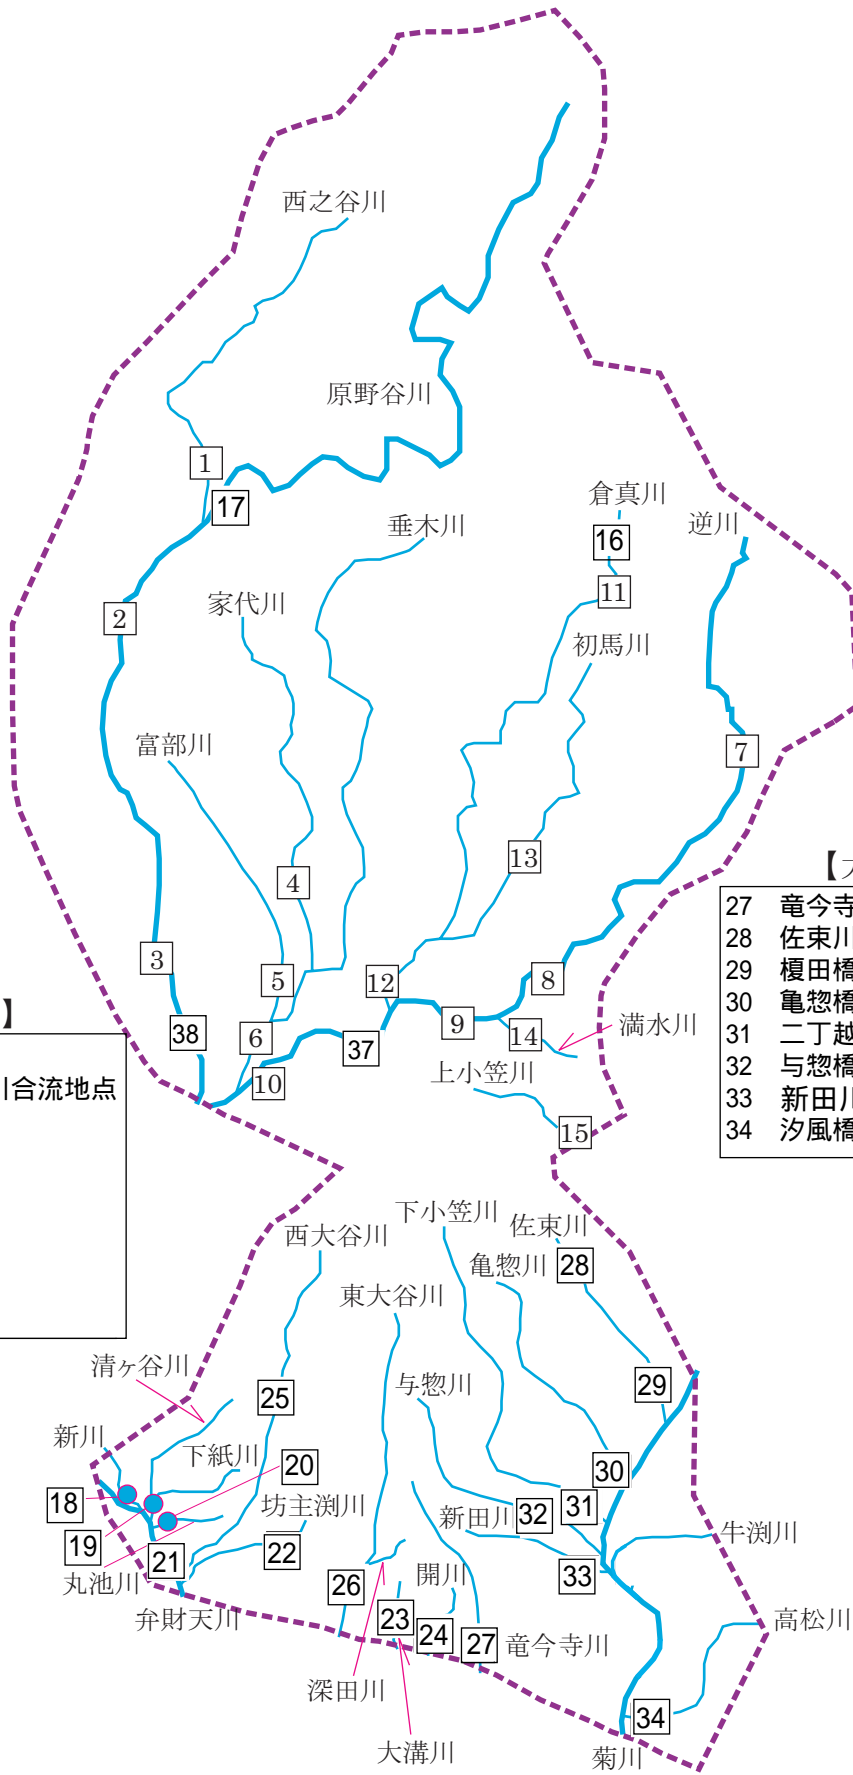 西之谷川
原野谷川
1
17
倉真川
逆川
垂木川
16
11
家代川
2
初馬川
富部川
7
13
4
【大
27 竜今寺
28 佐束川
29 榎田橋
30 亀惣橋
31 二丁越
32 与惣橋
33 新田川
34 汐風橋
3
5
12
8
】
川合流地点
38
6
37
9
14
満水川
10
上小笠川
15
下小笠川
佐束川
西大谷川
亀惣川
28
東大谷川
清ヶ谷川
与惣川
25
29
新川
下紙川
20
30
18
坊主渕川
新田川
32
31
19
22
牛渕川
21
丸池川
26
開川
33
弁財天川
23
24
27
竜今寺川
高松川
深田川
34
大溝川
菊川